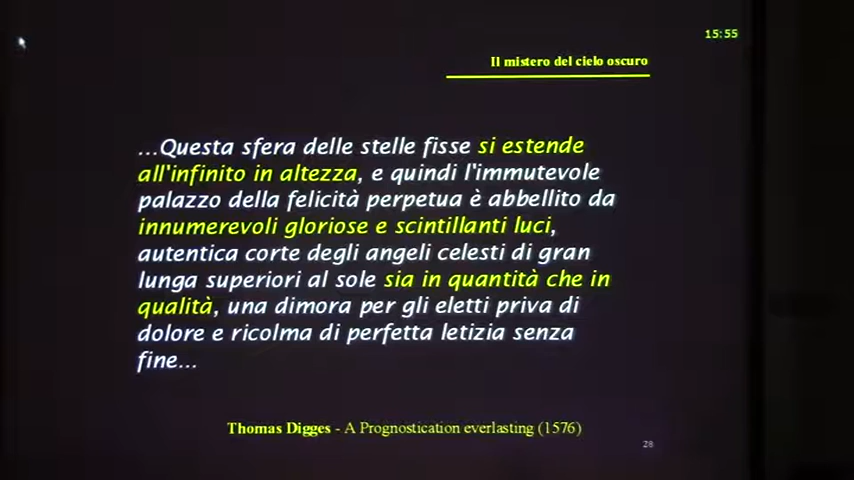 15:55
Il mistero del cielo oscuro
...Questa sfera delle stelle fisse si estende
all'infinito in altezza, e quindi l'immutevole
palazzo della felicità perpetua è abbellito da
innumerevoli gloriose e scintillanti luci,
autentica corte degli angeli celesti di gran
lunga superiori al sole sia in quantità che in
qualità, una dimora per gli eletti priva di
dolore e ricolma di perfetta letizia senza
fine...
Thomas Digges - A Prognostication everlasting (1576)
28